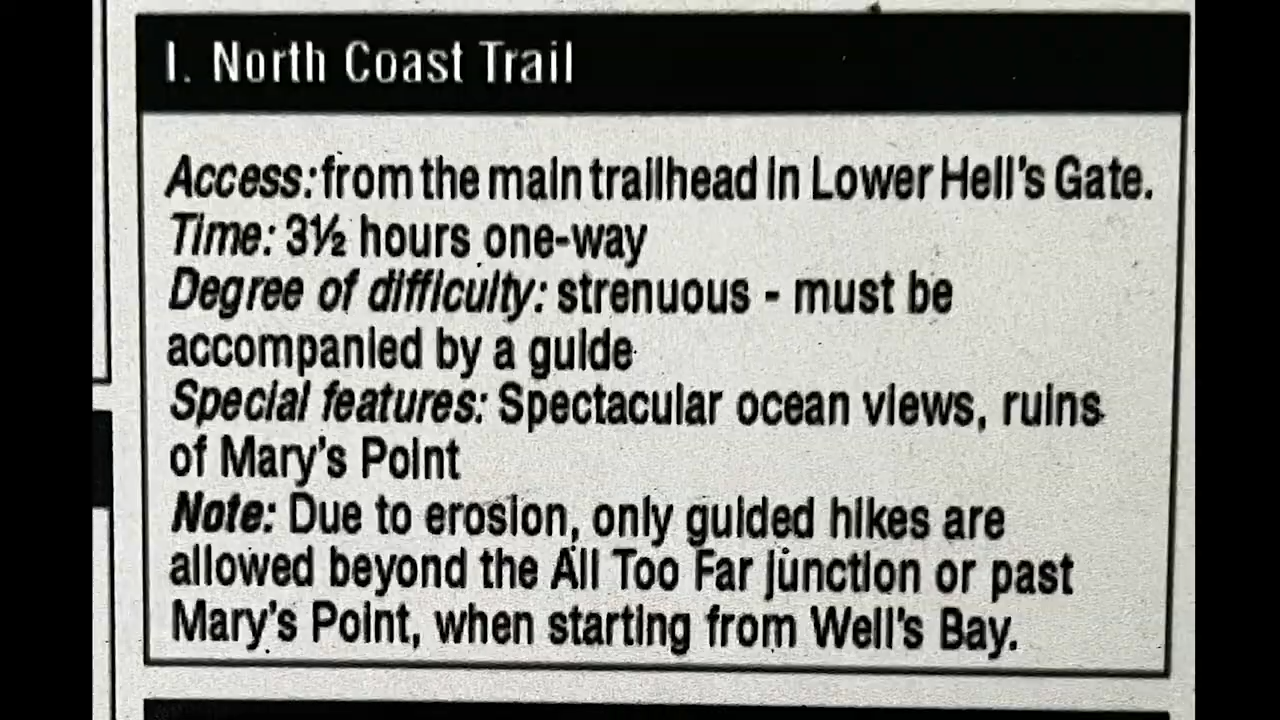 I. North Coast Trail
Access: from the main trailhead in Lower Hell's Gate.
Time: 3½ hours one-way
Degree of difficulty: strenuous - must be
accompanied by a guide
Special features: Spectacular ocean views, ruins
of Mary's Point
Note: Due to erosion, only guided hikes are
allowed beyond the All Too Far junction or past
Mary's Point, when starting from Well's Bay.